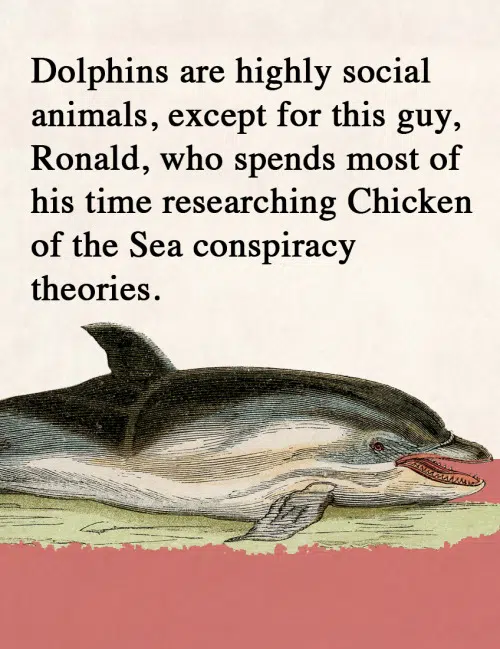 Dolphins are highly social
animals, except for this guy,
Ronald, who spends most of
his time researching Chicken
of the Sea conspiracy
theories.